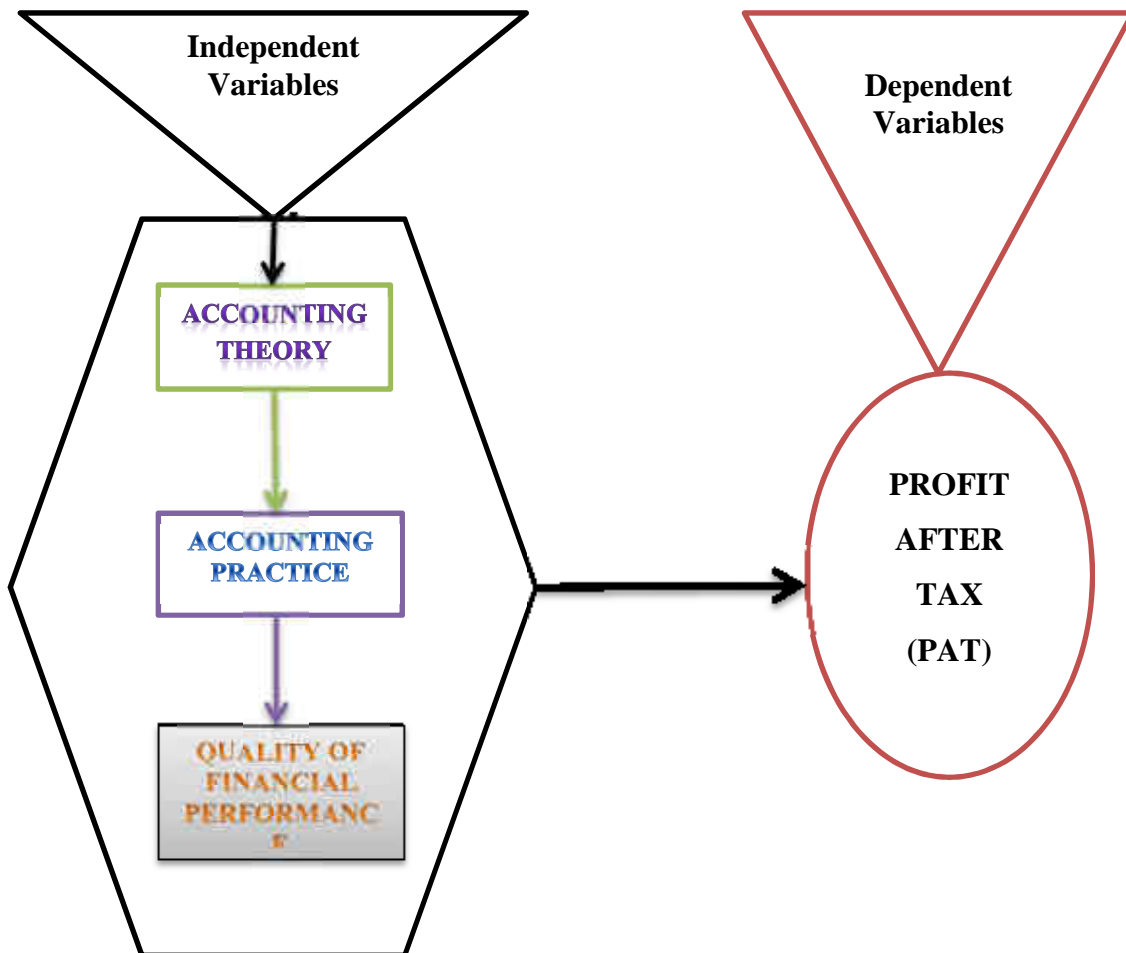 Independent
Variables
Dependent
Variables
ACCOUNTING
THEORY
ACCOUNTING
PRACTICE
QUALITY OF
FINANCIAL
PERFORMANC
E
PROFIT
AFTER
TAX
(PAT)